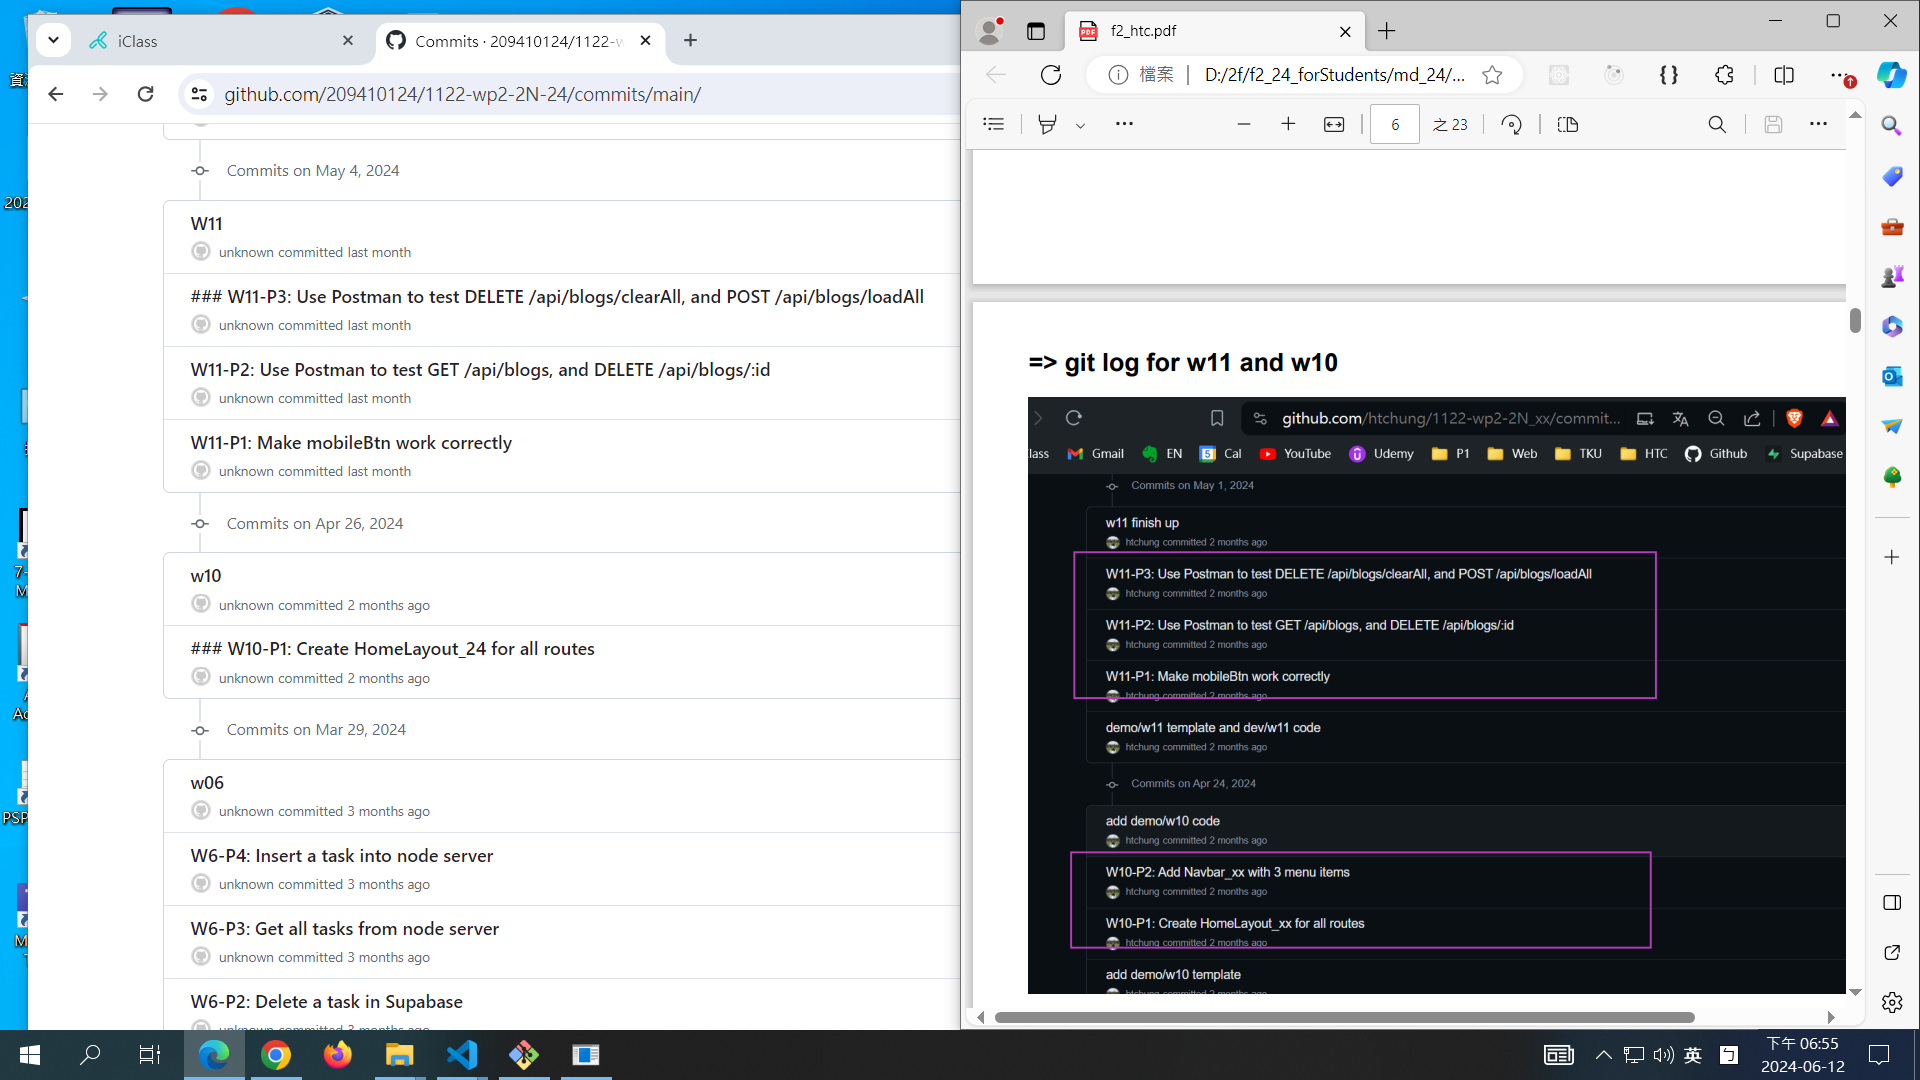 iClass
Commits · 209410124/1122-w
github.com/209410124/1122-wp2-2N-24/commits/main/
Commits on May 4, 2024
W11
unknown committed last month
### W11-P3: Use Postman to test DELETE /api/blogs/clearAll, and POST /api/blogs/loadAll
unknown committed last month
W11-P2: Use Postman to test GET /api/blogs, and DELETE /api/blogs/:id
unknown committed last month
W11-P1: Make mobileBtn work correctly
unknown committed last month
Commits on Apr 26, 2024
w10
unknown committed 2 months ago
### W10-P1: Create HomeLayout_24 for all routes
unknown committed 2 months ago
Commits on Mar 29, 2024
w06
unknown committed 3 months ago
W6-P4: Insert a task into node server
unknown committed 3 months ago
W6-P3: Get all tasks from node server
unknown committed 3 months ago
W6-P2: Delete a task in Supabase
unknown committed 3 months ago
f2_htc.pdf
檔案 D:/2f/f2_24_forStudents/md_24/...
6 之 23
=> git log for w11 and w10
github.com/htchung/1122-wp2-2N_xx/commit...
lass Gmail EN Cal YouTube Udemy P1 Web TKU HTC Github Supabase
Commits on May 1, 2024
w11 finish up
htchung committed 2 months ago
W11-P3: Use Postman to test DELETE /api/blogs/clearAll, and POST /api/blogs/loadAll
htchung committed 2 months ago
W11-P2: Use Postman to test GET /api/blogs, and DELETE /api/blogs/:id
htchung committed 2 months ago
W11-P1: Make mobileBtn work correctly
htchung committed 2 months ago
demo/w11 template and dev/w11 code
htchung committed 2 months ago
Commits on Apr 24, 2024
add demo/w10 code
htchung committed 2 months ago
W10-P2: Add Navbar_xx with 3 menu items
htchung committed 2 months ago
W10-P1: Create HomeLayout_xx for all routes
htchung committed 2 months ago
add demo/w10 template
htchung committed 2 months ago
英
下午 06:55
2024-06-12